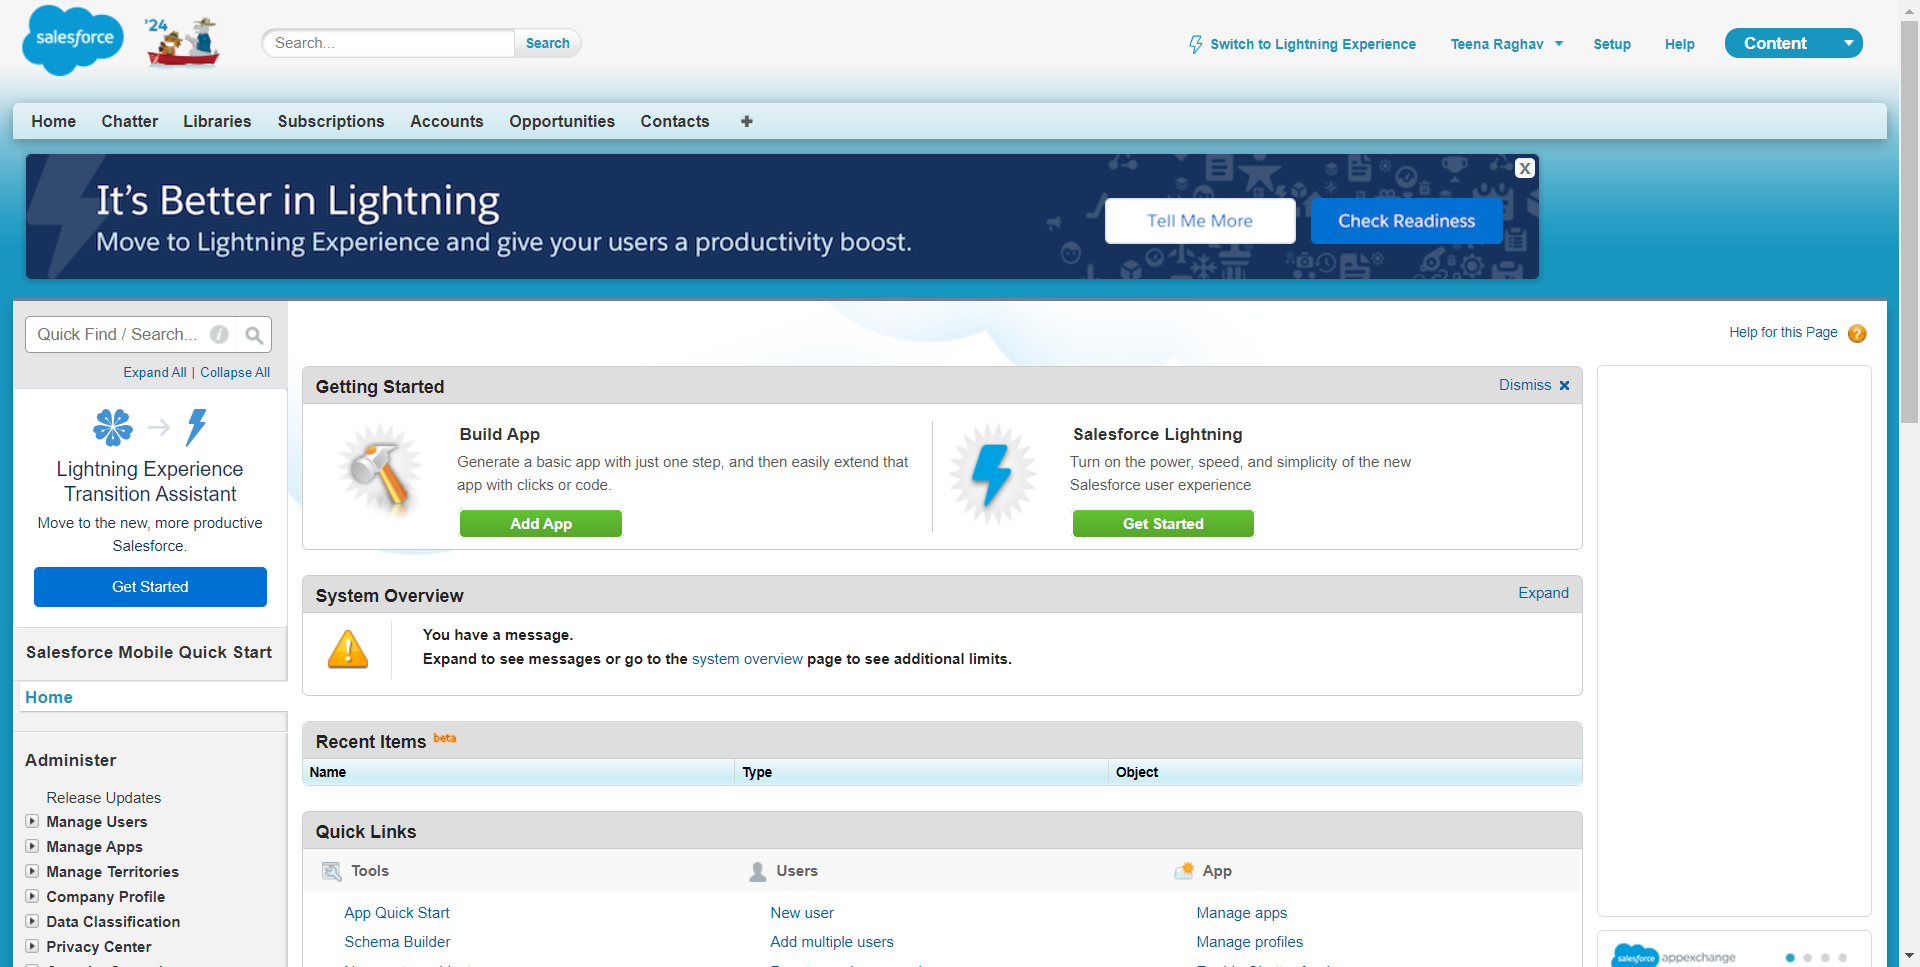 salesforce
'24
Search...
Search
Switch to Lightning Experience
Teena Raghav
Setup
Help
Content
Home
Chatter
Libraries
Subscriptions
Accounts
Opportunities
Contacts
It's Better in Lightning
Move to Lightning Experience and give your users a productivity boost.
Tell Me More
Check Readiness
X
Quick Find / Search...
Expand All | Collapse All
Lightning Experience
Transition Assistant
Move to the new, more productive
Salesforce.
Get Started
Salesforce Mobile Quick Start
Home
Administer
Release Updates
Manage Users
Manage Apps
Manage Territories
Company Profile
Data Classification
Privacy Center
Help for this Page
Getting Started
Dismiss
Build App
Generate a basic app with just one step, and then easily extend that
app with clicks or code.
Add App
Salesforce Lightning
Turn on the power, speed, and simplicity of the new
Salesforce user experience
Get Started
System Overview
Expand
You have a message.
Expand to see messages or go to the system overview page to see additional limits.
Recent Items beta
Name
Type
Object
Quick Links
Tools
Users
App
App Quick Start
New user
Manage apps
Schema Builder
Add multiple users
Manage profiles
salesforce appexchange